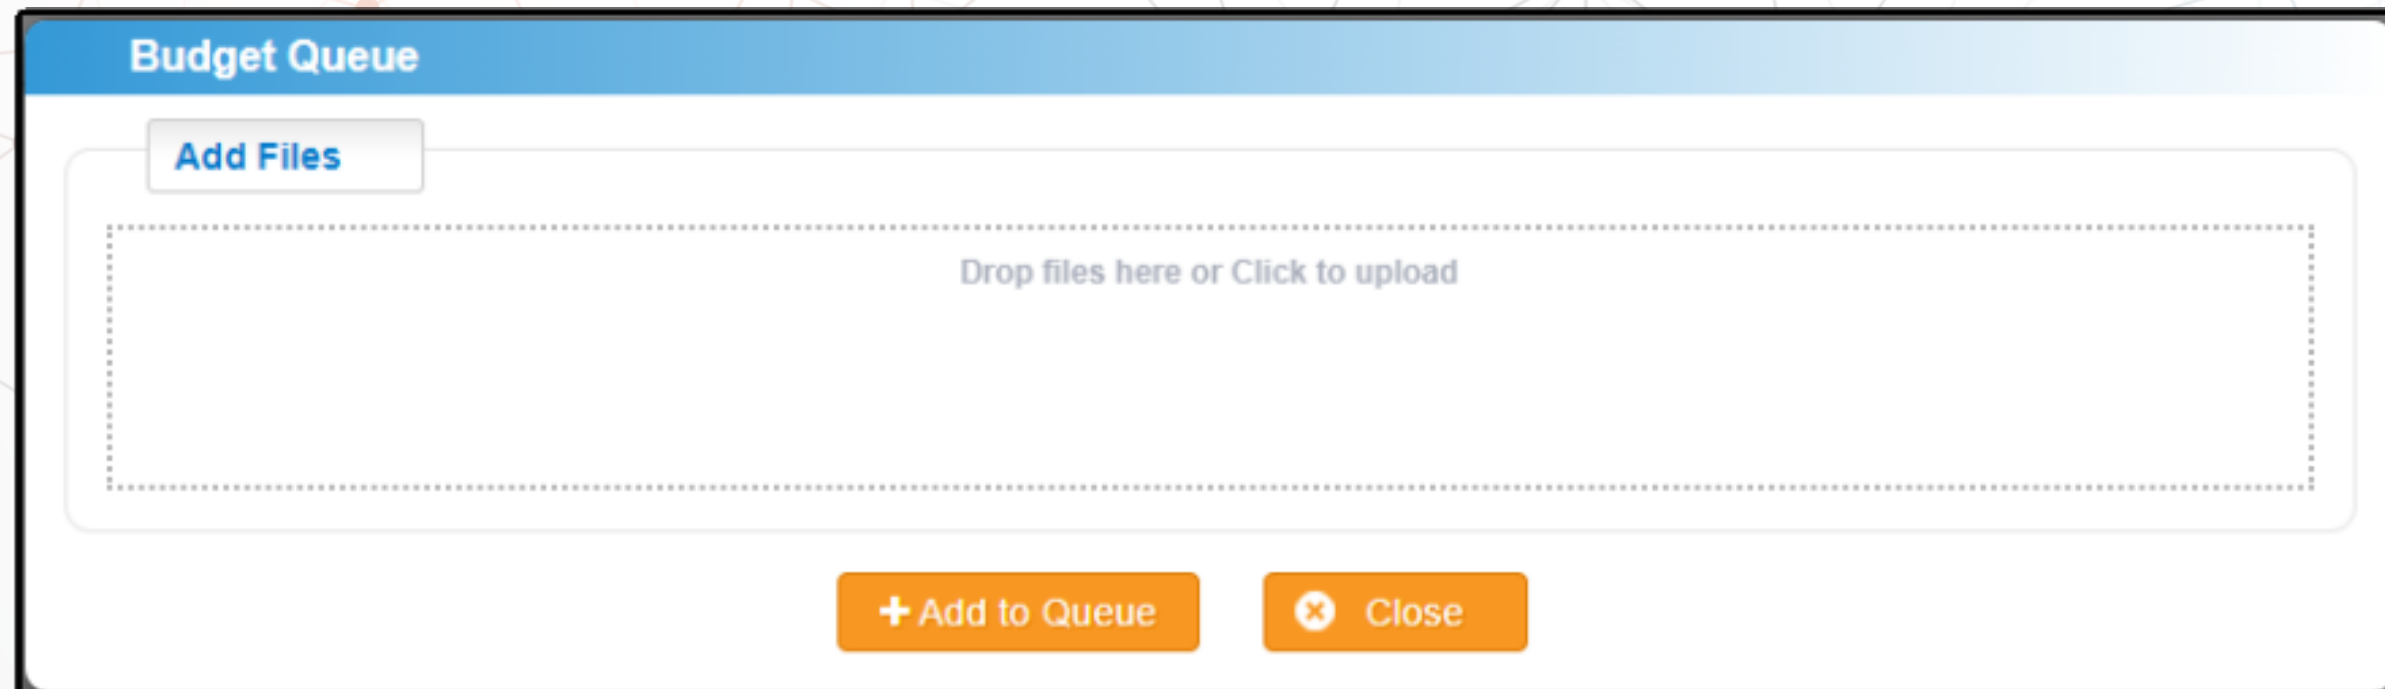 Budget Queue
Add Files
Drop files here or Click to upload
Add to Queue
Close